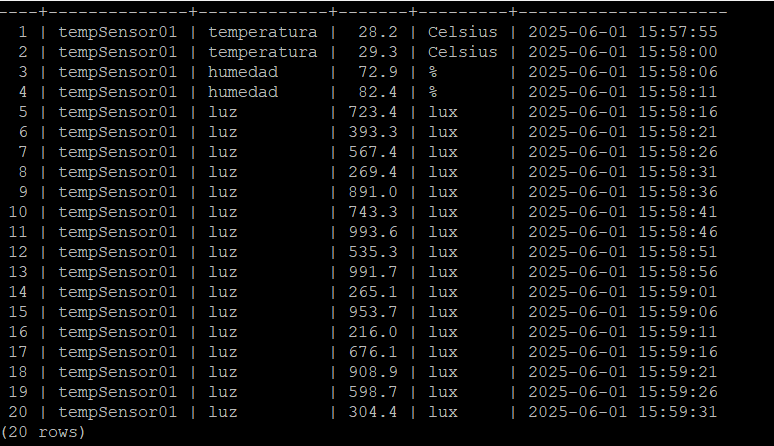 ----+--------------+-------------+-------+---------+---------------------
  1 | tempSensor01 | temperatura |  28.2 | Celsius | 2025-06-01 15:57:55
  2 | tempSensor01 | temperatura |  29.3 | Celsius | 2025-06-01 15:58:00
  3 | tempSensor01 | humedad     |  72.9 | %       | 2025-06-01 15:58:06
  4 | tempSensor01 | humedad     |  82.4 | %       | 2025-06-01 15:58:11
  5 | tempSensor01 | luz         | 723.4 | lux     | 2025-06-01 15:58:16
  6 | tempSensor01 | luz         | 393.3 | lux     | 2025-06-01 15:58:21
  7 | tempSensor01 | luz         | 567.4 | lux     | 2025-06-01 15:58:26
  8 | tempSensor01 | luz         | 269.4 | lux     | 2025-06-01 15:58:31
  9 | tempSensor01 | luz         | 891.0 | lux     | 2025-06-01 15:58:36
 10 | tempSensor01 | luz         | 743.3 | lux     | 2025-06-01 15:58:41
 11 | tempSensor01 | luz         | 993.6 | lux     | 2025-06-01 15:58:46
 12 | tempSensor01 | luz         | 535.3 | lux     | 2025-06-01 15:58:51
 13 | tempSensor01 | luz         | 991.7 | lux     | 2025-06-01 15:58:56
 14 | tempSensor01 | luz         | 265.1 | lux     | 2025-06-01 15:59:01
 15 | tempSensor01 | luz         | 953.7 | lux     | 2025-06-01 15:59:06
 16 | tempSensor01 | luz         | 216.0 | lux     | 2025-06-01 15:59:11
 17 | tempSensor01 | luz         | 676.1 | lux     | 2025-06-01 15:59:16
 18 | tempSensor01 | luz         | 908.9 | lux     | 2025-06-01 15:59:21
 19 | tempSensor01 | luz         | 598.7 | lux     | 2025-06-01 15:59:26
 20 | tempSensor01 | luz         | 304.4 | lux     | 2025-06-01 15:59:31
(20 rows)